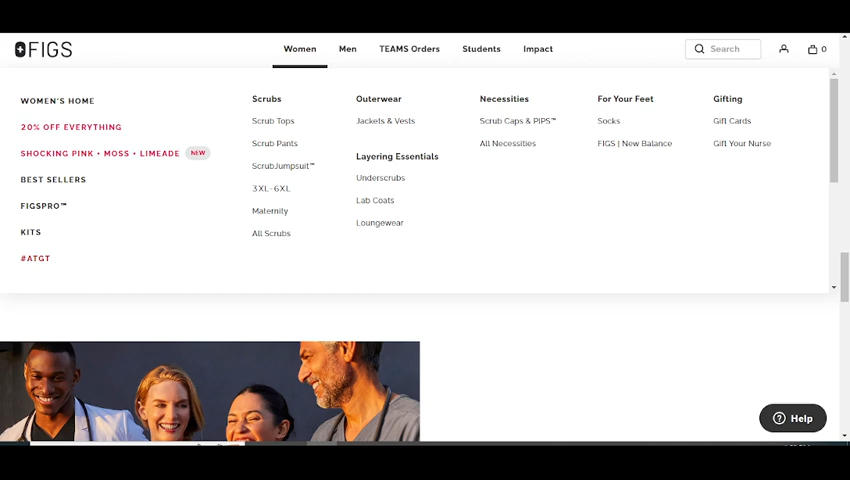 FIGS
Women Men TEAMS Orders Students Impact
Search
0
WOMEN'S HOME
20% OFF EVERYTHING
SHOCKING PINK • MOSS • LIMEADE NEW
BEST SELLERS
FIGSPRO™
KITS
#ATGT
Scrubs
Scrub Tops
Scrub Pants
ScrubJumpsuit™
3XL-6XL
Maternity
All Scrubs
Outerwear
Jackets & Vests
Layering Essentials
Underscrubs
Lab Coats
Loungewear
Necessities
Scrub Caps & PIPS™
All Necessities
For Your Feet
Socks
FIGS | New Balance
Gifting
Gift Cards
Gift Your Nurse
Help